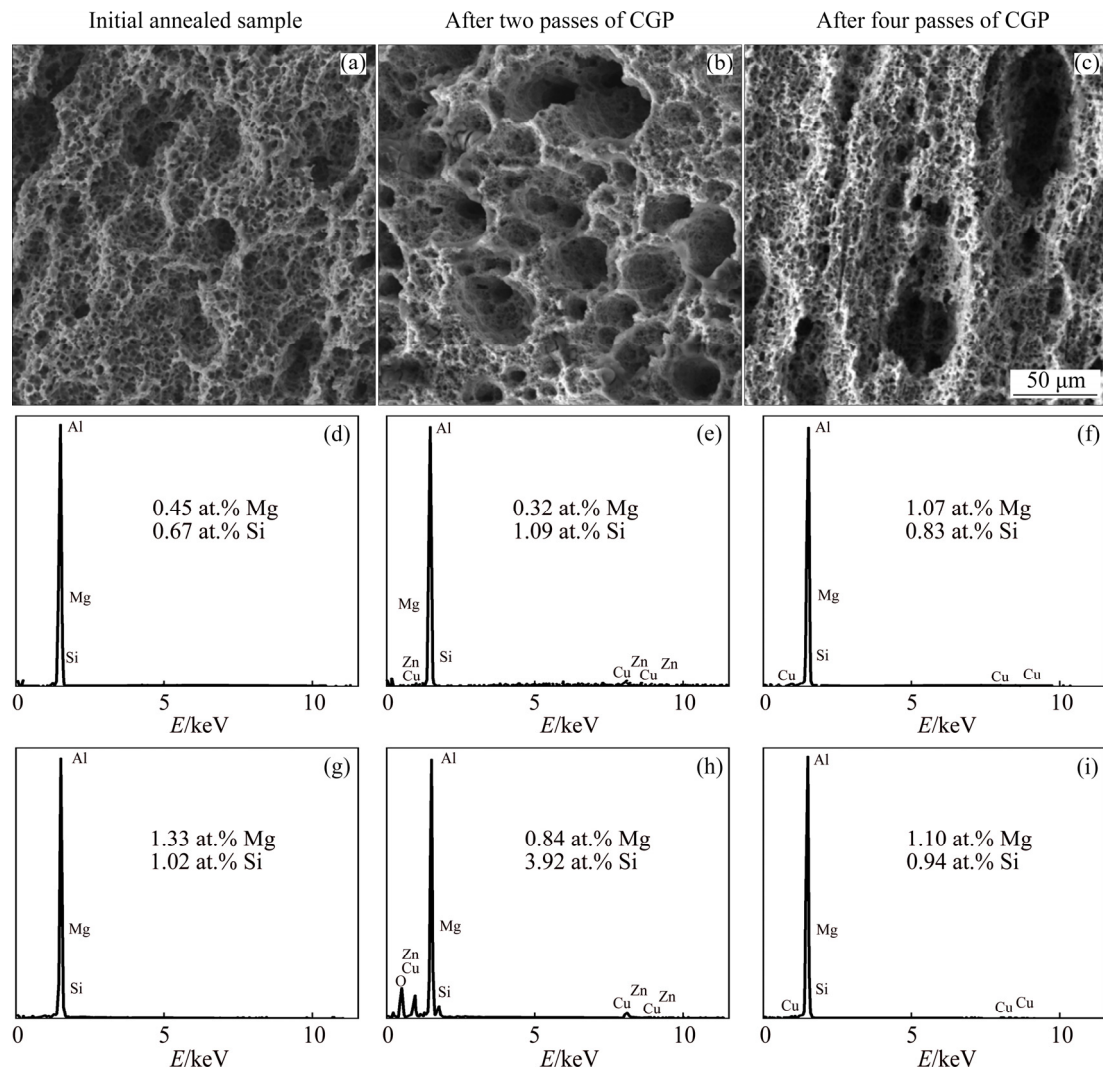 Initial annealed sample
After two passes of CGP
After four passes of CGP
(a)
(b)
(c)
50 μm
(d)
Al
0.45 at.% Mg
0.67 at.% Si
Mg
Si
0
5
10
E/keV
(e)
Al
0.32 at.% Mg
1.09 at.% Si
Mg
Zn
Cu
Si
Cu
Zn
Cu
Zn
0
5
10
E/keV
(f)
Al
1.07 at.% Mg
0.83 at.% Si
Mg
Si
Cu
Cu
Cu
0
5
10
E/keV
(g)
Al
1.33 at.% Mg
1.02 at.% Si
Mg
Si
0
5
10
E/keV
(h)
Al
0.84 at.% Mg
3.92 at.% Si
Mg
Zn
Cu
O
Si
Cu
Zn
Cu
Zn
0
5
10
E/keV
(i)
Al
1.10 at.% Mg
0.94 at.% Si
Mg
Si
Cu
Cu
Cu
0
5
10
E/keV